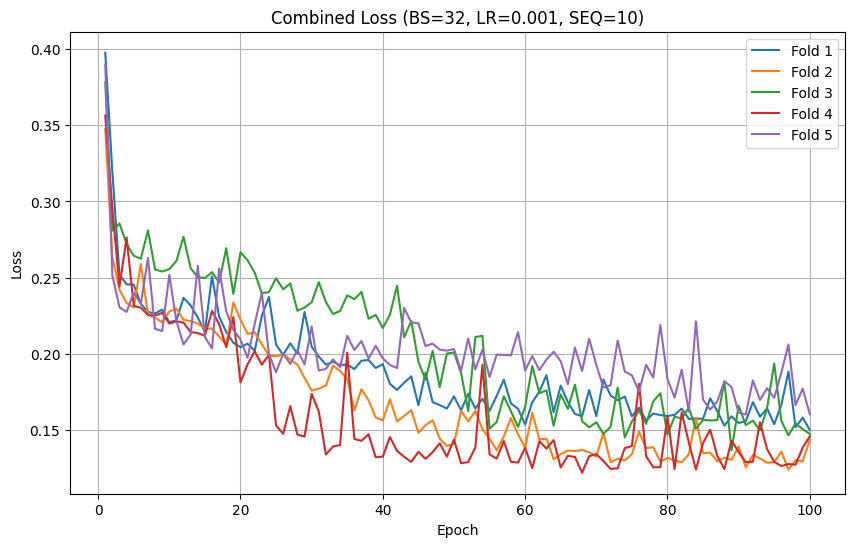 Combined Loss (BS=32, LR=0.001, SEQ=10)
Fold 1
Fold 2
Fold 3
Fold 4
Fold 5
Loss
0.40
0.35
0.30
0.25
0.20
0.15
0
20
40
60
80
100
Epoch